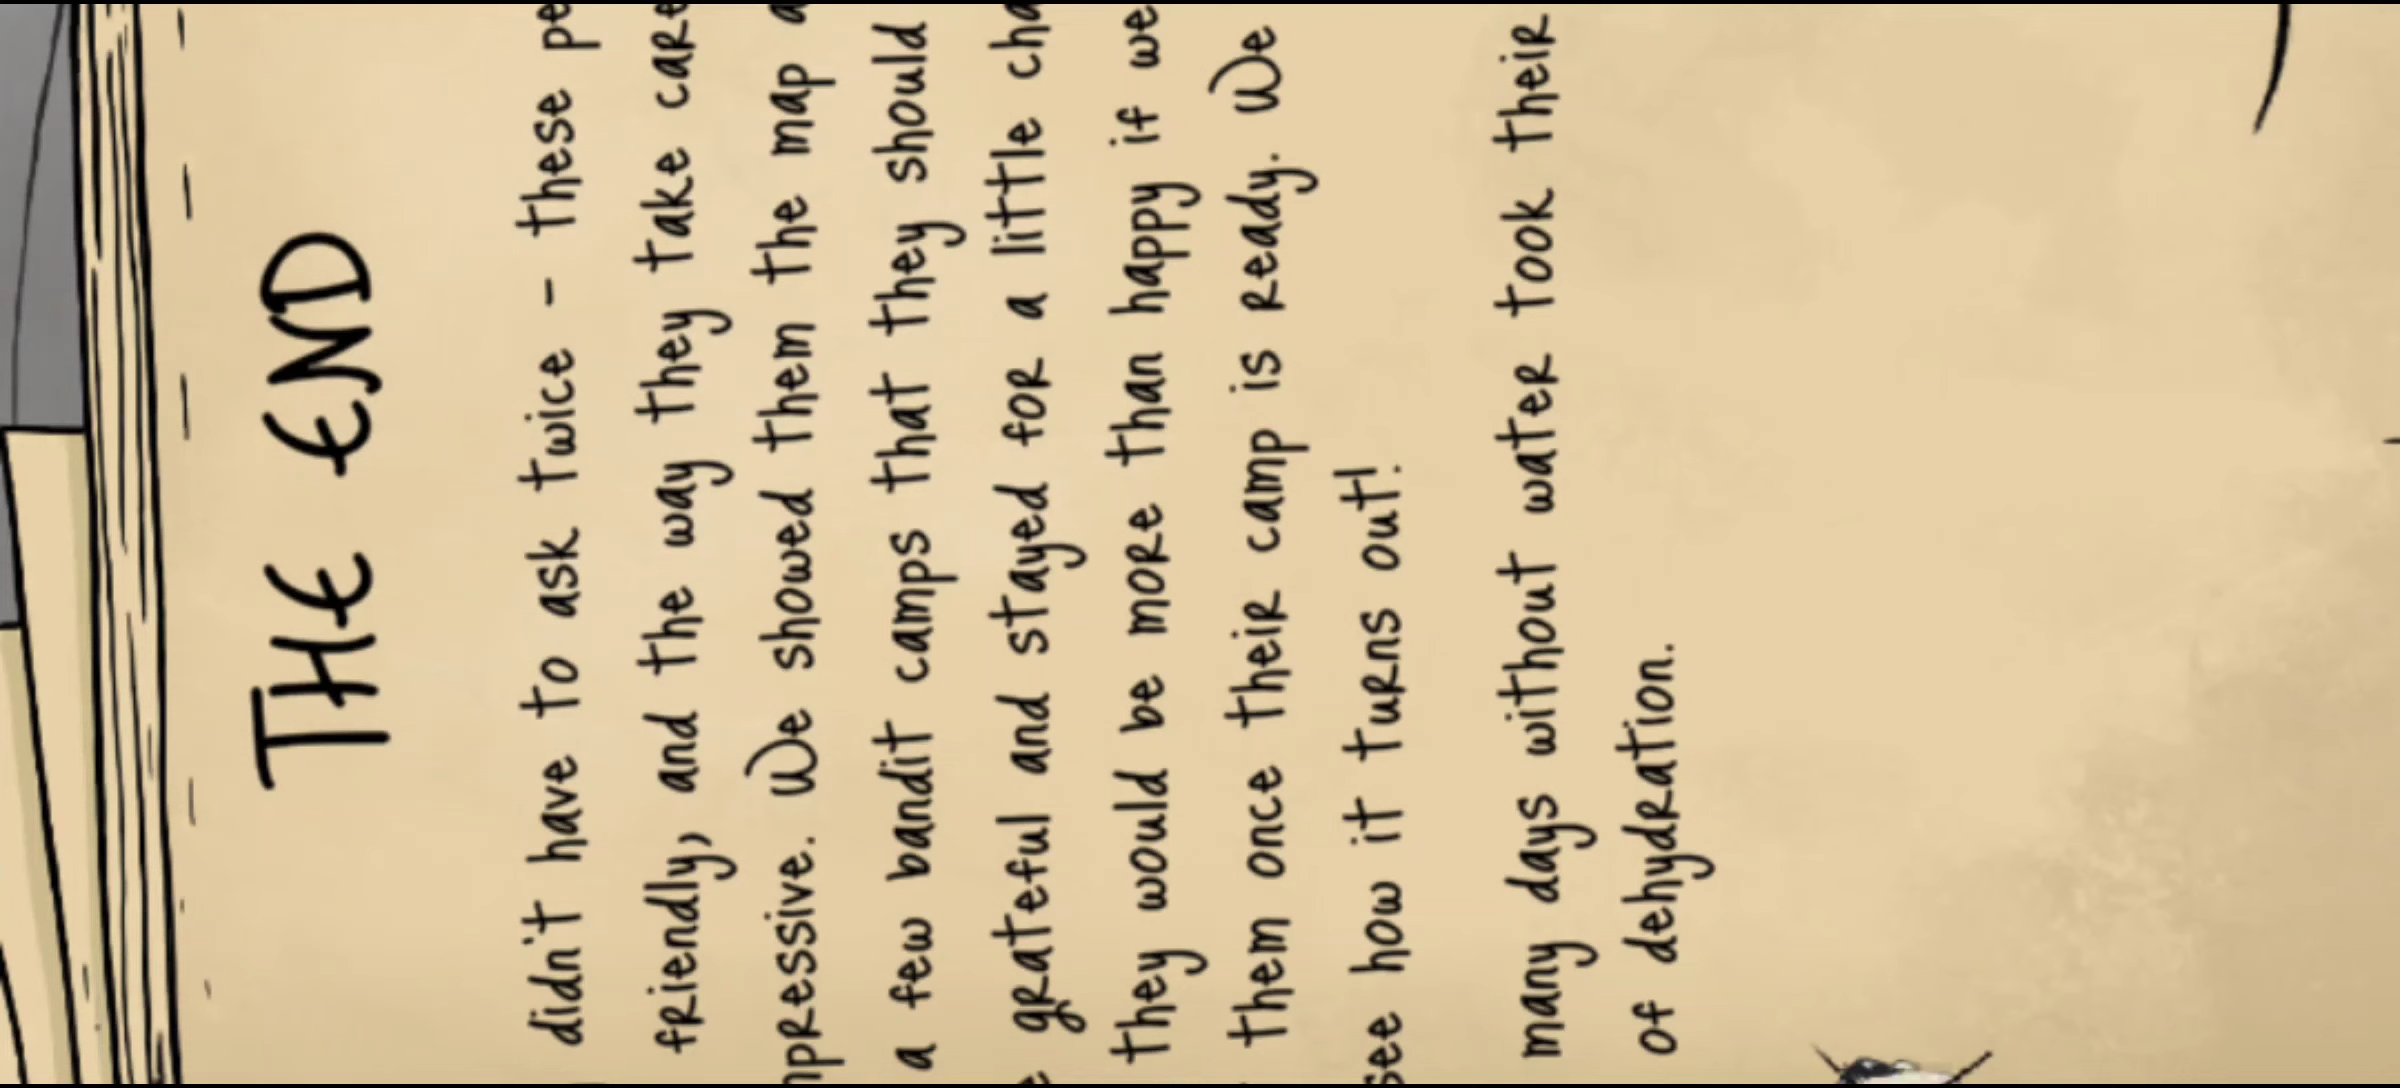 THE END
didn't have to ask twice - these
friendly, and the way they take care
We showed them the map a
a few bandit camps that they should
grateful and stayed for a little
they would be more than happy if we
them once their camp is ready. We
see how it turns out!
many days without water took their
of dehydration.